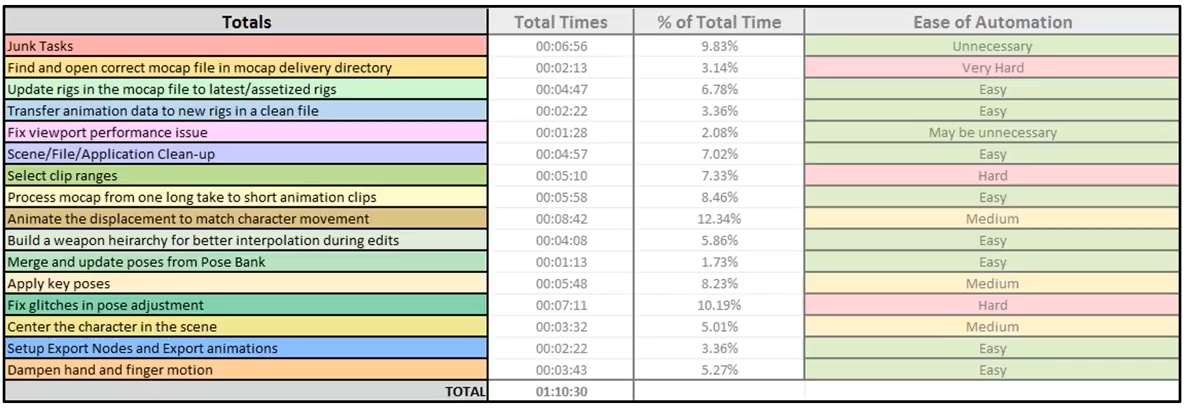 Totals Total Times % of Total Time Ease of Automation
Junk Tasks 00:06:56 9.83% Unnecessary
Find and open correct mocap file in mocap delivery directory 00:02:13 3.14% Very Hard
Update rigs in the mocap file to latest/assetized rigs 00:04:47 6.78% Easy
Transfer animation data to new rigs in a clean file 00:02:22 3.36% Easy
Fix viewport performance issue 00:01:28 2.08% May be unnecessary
Scene/File/Application Clean-up 00:04:57 7.02% Easy
Select clip ranges 00:05:10 7.33% Hard
Process mocap from one long take to short animation clips 00:05:58 8.46% Easy
Animate the displacement to match character movement 00:08:42 12.34% Medium
Build a weapon heirarchy for better interpolation during edits 00:04:08 5.86% Easy
Merge and update poses from Pose Bank 00:01:13 1.73% Easy
Apply key poses 00:05:48 8.23% Medium
Fix glitches in pose adjustment 00:07:11 10.19% Hard
Center the character in the scene 00:03:32 5.01% Medium
Setup Export Nodes and Export animations 00:02:22 3.36% Easy
Dampen hand and finger motion 00:03:43 5.27% Easy
TOTAL 01:10:30